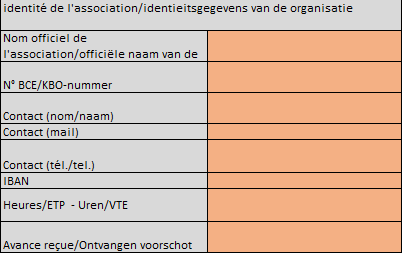 identité de l'association/identieitsgegevens van de organisatie
Nom officiel de
l'association/officiële naam van de
N° BCE/KBO-nummer
Contact (nom/naam)
Contact (mail)
Contact (tél./tel.)
IBAN
Heures/ETP - Uren/VTE
Avance reçue/Ontvangen voorschot